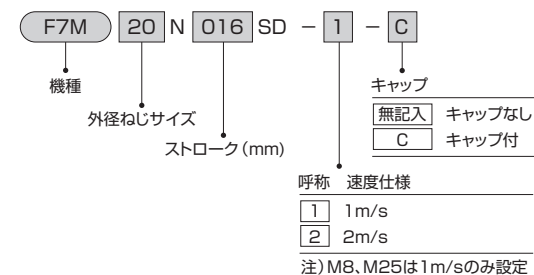 F7M 20 N 016 SD － 1 － C
機種
外径ねじサイズ
ストローク（mm）
キャップ
無記入 キャップなし
C キャップ付
呼称 速度仕様
1 1m/s
2 2m/s
注）M8、M25は1m/sのみ設定